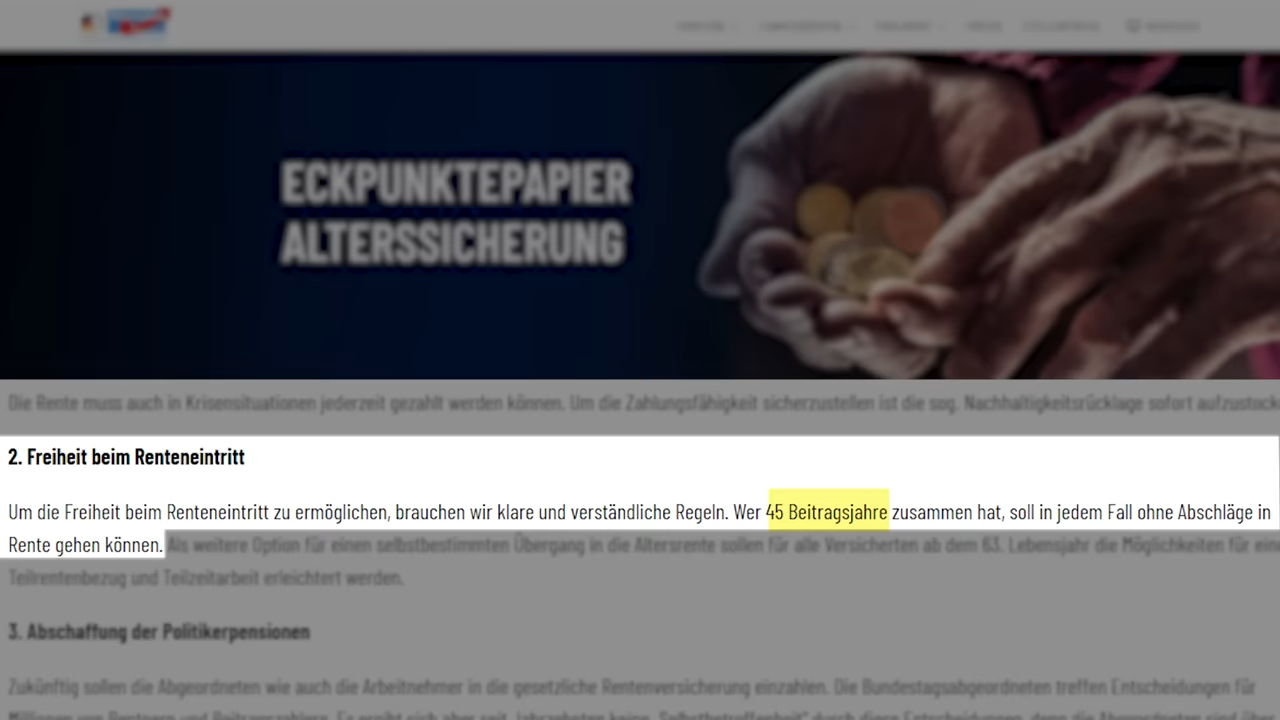 ECKPUNKTEPAPIER
ALTERSSICHERUNG
Die Rente muss auch in Krisensituationen jederzeit gezahlt werden können. Um die Zahlungsfähigkeit sicherzustellen ist die sog. Nachhaltigkeitsrücklage sofort aufzustock
2. Freiheit beim Renteneintritt
Um die Freiheit beim Renteneintritt zu ermöglichen, brauchen wir klare und verständliche Regeln. Wer 45 Beitragsjahre zusammen hat, soll in jedem Fall ohne Abschläge in
Rente gehen können. Als weitere Option für einen selbstbestimmten Übergang in die Altersrente sollen für alle Versicherten ab dem 63. Lebensjahr die Möglichkeiten für ein
Teilrentenbezug und Teilzeitarbeit erleichtert werden.
3. Abschaffung der Politikerpensionen
Zukünftig sollen die Abgeordneten wie auch die Arbeitnehmer in die gesetzliche Rentenversicherung einzahlen. Die Bundestagsabgeordneten treffen Entscheidungen für